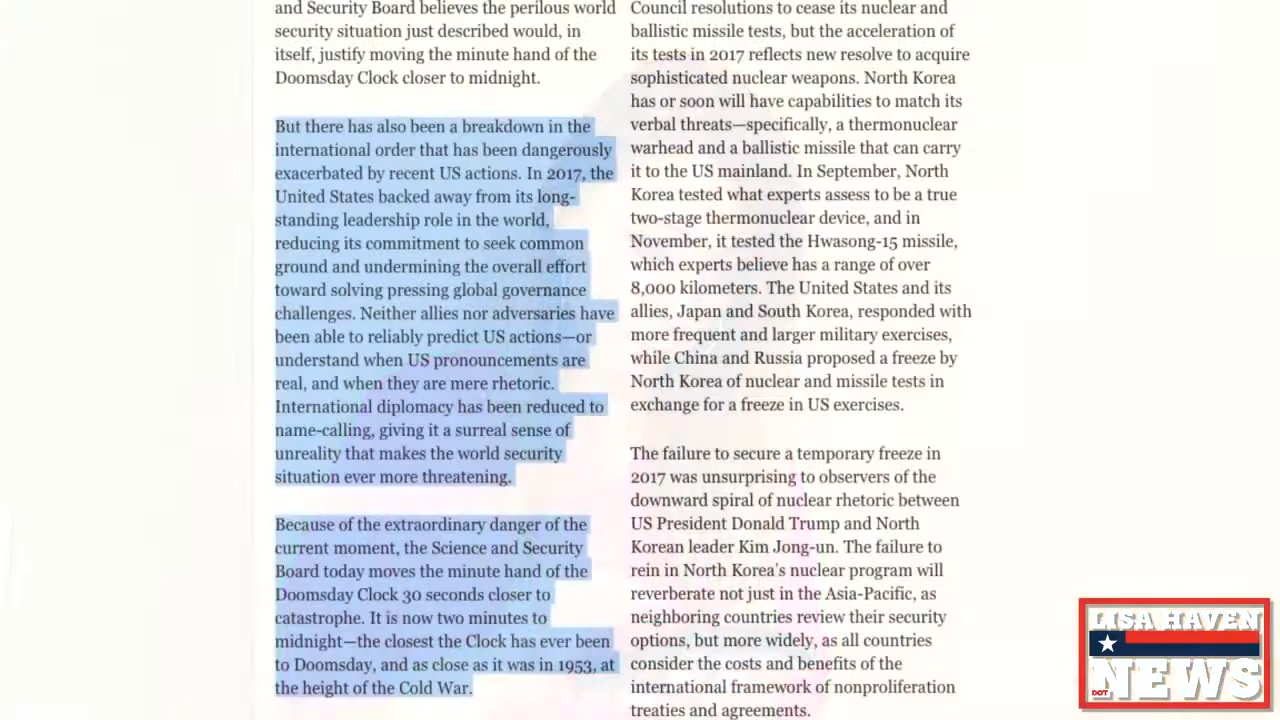 and Security Board believes the perilous world
security situation just described would, in
itself, justify moving the minute hand of the
Doomsday Clock closer to midnight.
But there has also been a breakdown in the
international order that has been dangerously
exacerbated by recent US actions. In 2017, the
United States backed away from its long-
standing leadership role in the world,
reducing its commitment to seek common
ground and undermining the overall effort
toward solving pressing global governance
challenges. Neither allies nor adversaries have
been able to reliably predict US actions—or
understand when US pronouncements are
real, and when they are mere rhetoric.
International diplomacy has been reduced to
name-calling, giving it a surreal sense of
unreality that makes the world security
situation ever more threatening.
Because of the extraordinary danger of the
current moment, the Science and Security
Board today moves the minute hand of the
Doomsday Clock 30 seconds closer to
catastrophe. It is now two minutes to
midnight—the closest the Clock has ever been
to Doomsday, and as close as it was in 1953, at
the height of the Cold War.
Council resolutions to cease its nuclear and
ballistic missile tests, but the acceleration of
its tests in 2017 reflects new resolve to acquire
sophisticated nuclear weapons. North Korea
has or soon will have capabilities to match its
verbal threats—specifically, a thermonuclear
warhead and a ballistic missile that can carry
it to the US mainland. In September, North
Korea tested what experts assess to be a true
two-stage thermonuclear device, and in
November, it tested the Hwasong-15 missile,
which experts believe has a range of over
8,000 kilometers. The United States and its
allies, Japan and South Korea, responded with
more frequent and larger military exercises,
while China and Russia proposed a freeze by
North Korea of nuclear and missile tests in
exchange for a freeze in US exercises.
The failure to secure a temporary freeze in
2017 was unsurprising to observers of the
downward spiral of nuclear rhetoric between
US President Donald Trump and North
Korean leader Kim Jong-un. The failure to
rein in North Korea's nuclear program will
reverberate not just in the Asia-Pacific, as
neighboring countries review their security
options, but more widely, as all countries
consider the costs and benefits of the
international framework of nonproliferation
treaties and agreements.
LISA HAVEN
DOT NEWS